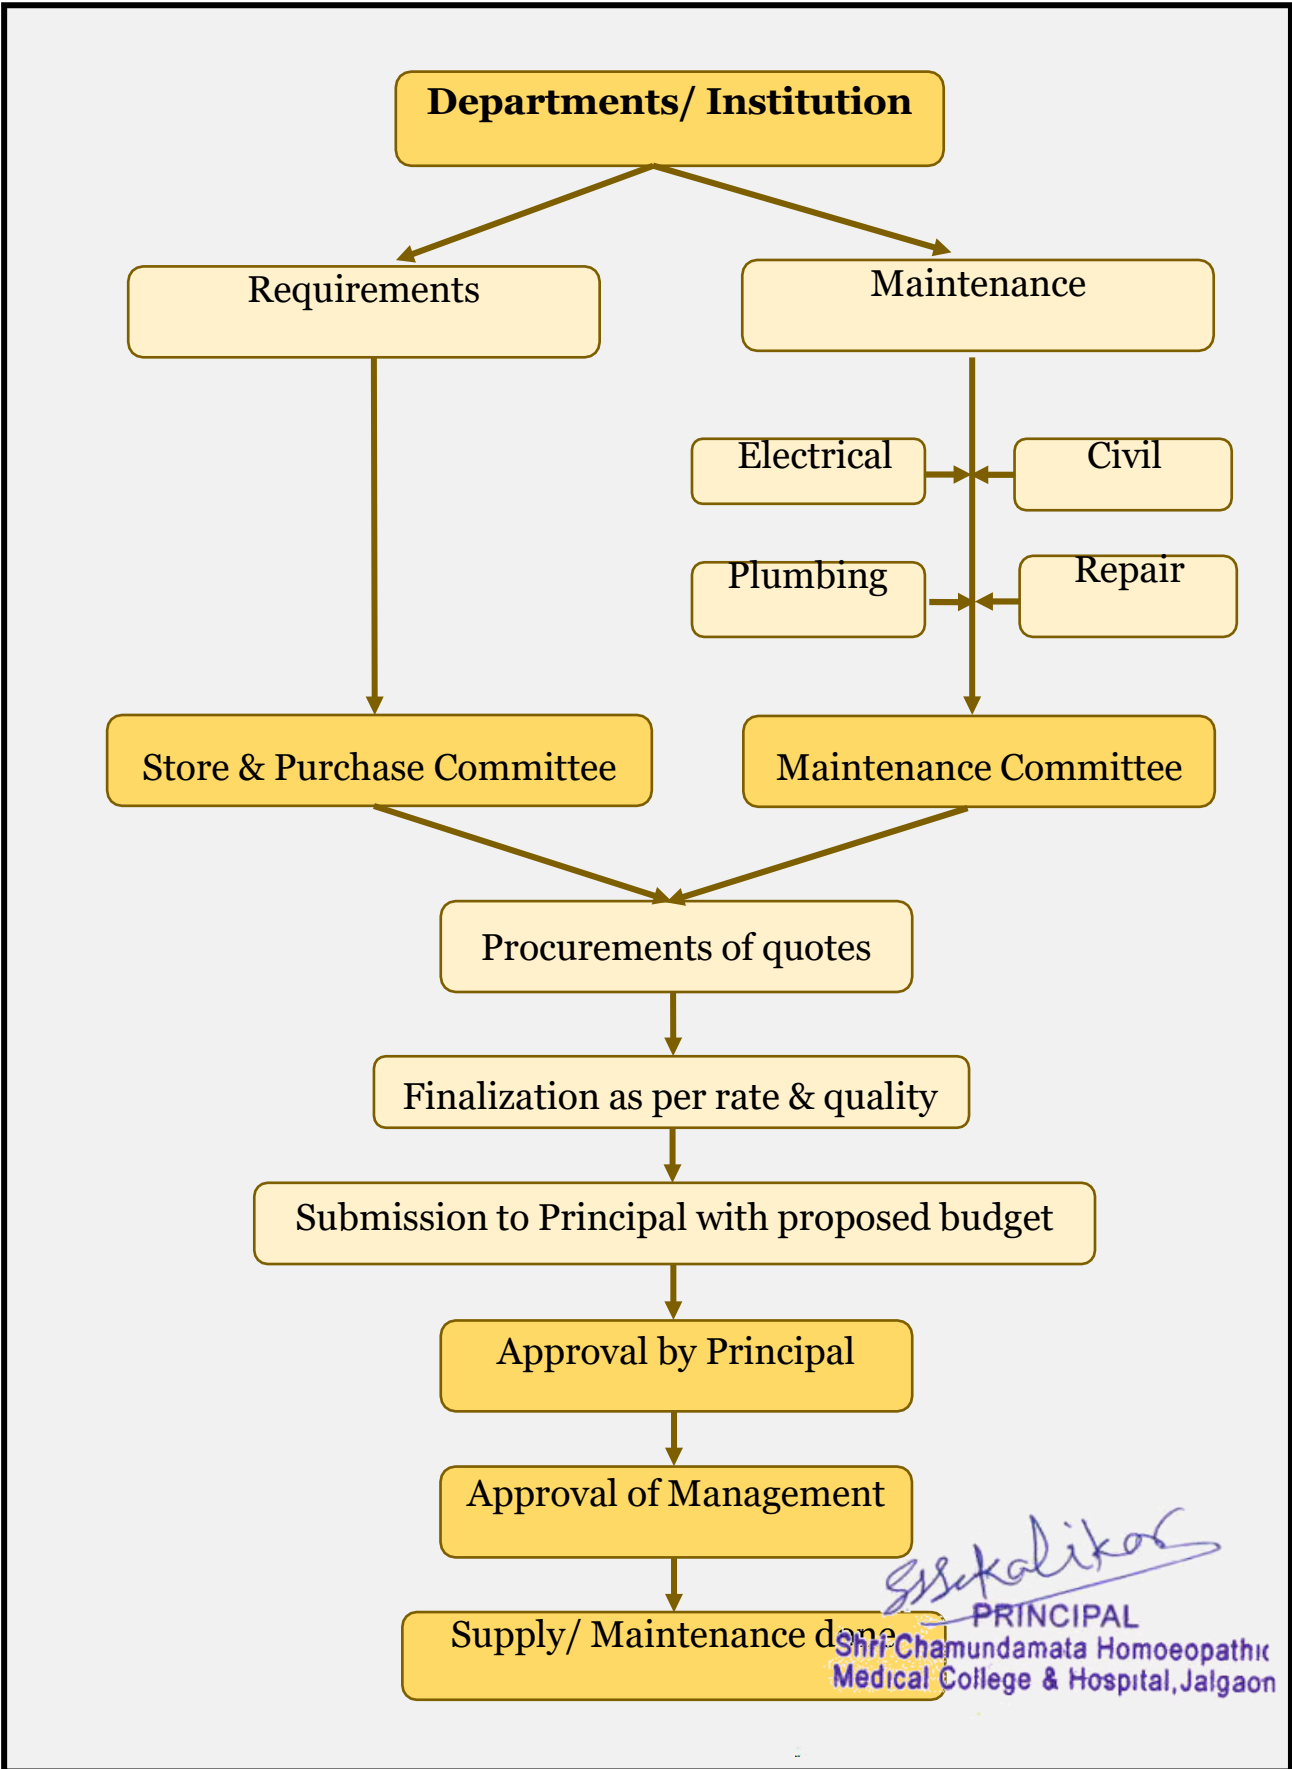 Departments/ Institution
Requirements
Maintenance
Electrical
Civil
Plumbing
Repair
Store & Purchase Committee
Maintenance Committee
Procurements of quotes
Finalization as per rate & quality
Submission to Principal with proposed budget
Approval by Principal
Approval of Management
Supply/ Maintenance done
PRINCIPAL
Shri Chamundamata Homoeopathic
Medical College & Hospital, Jalgaon